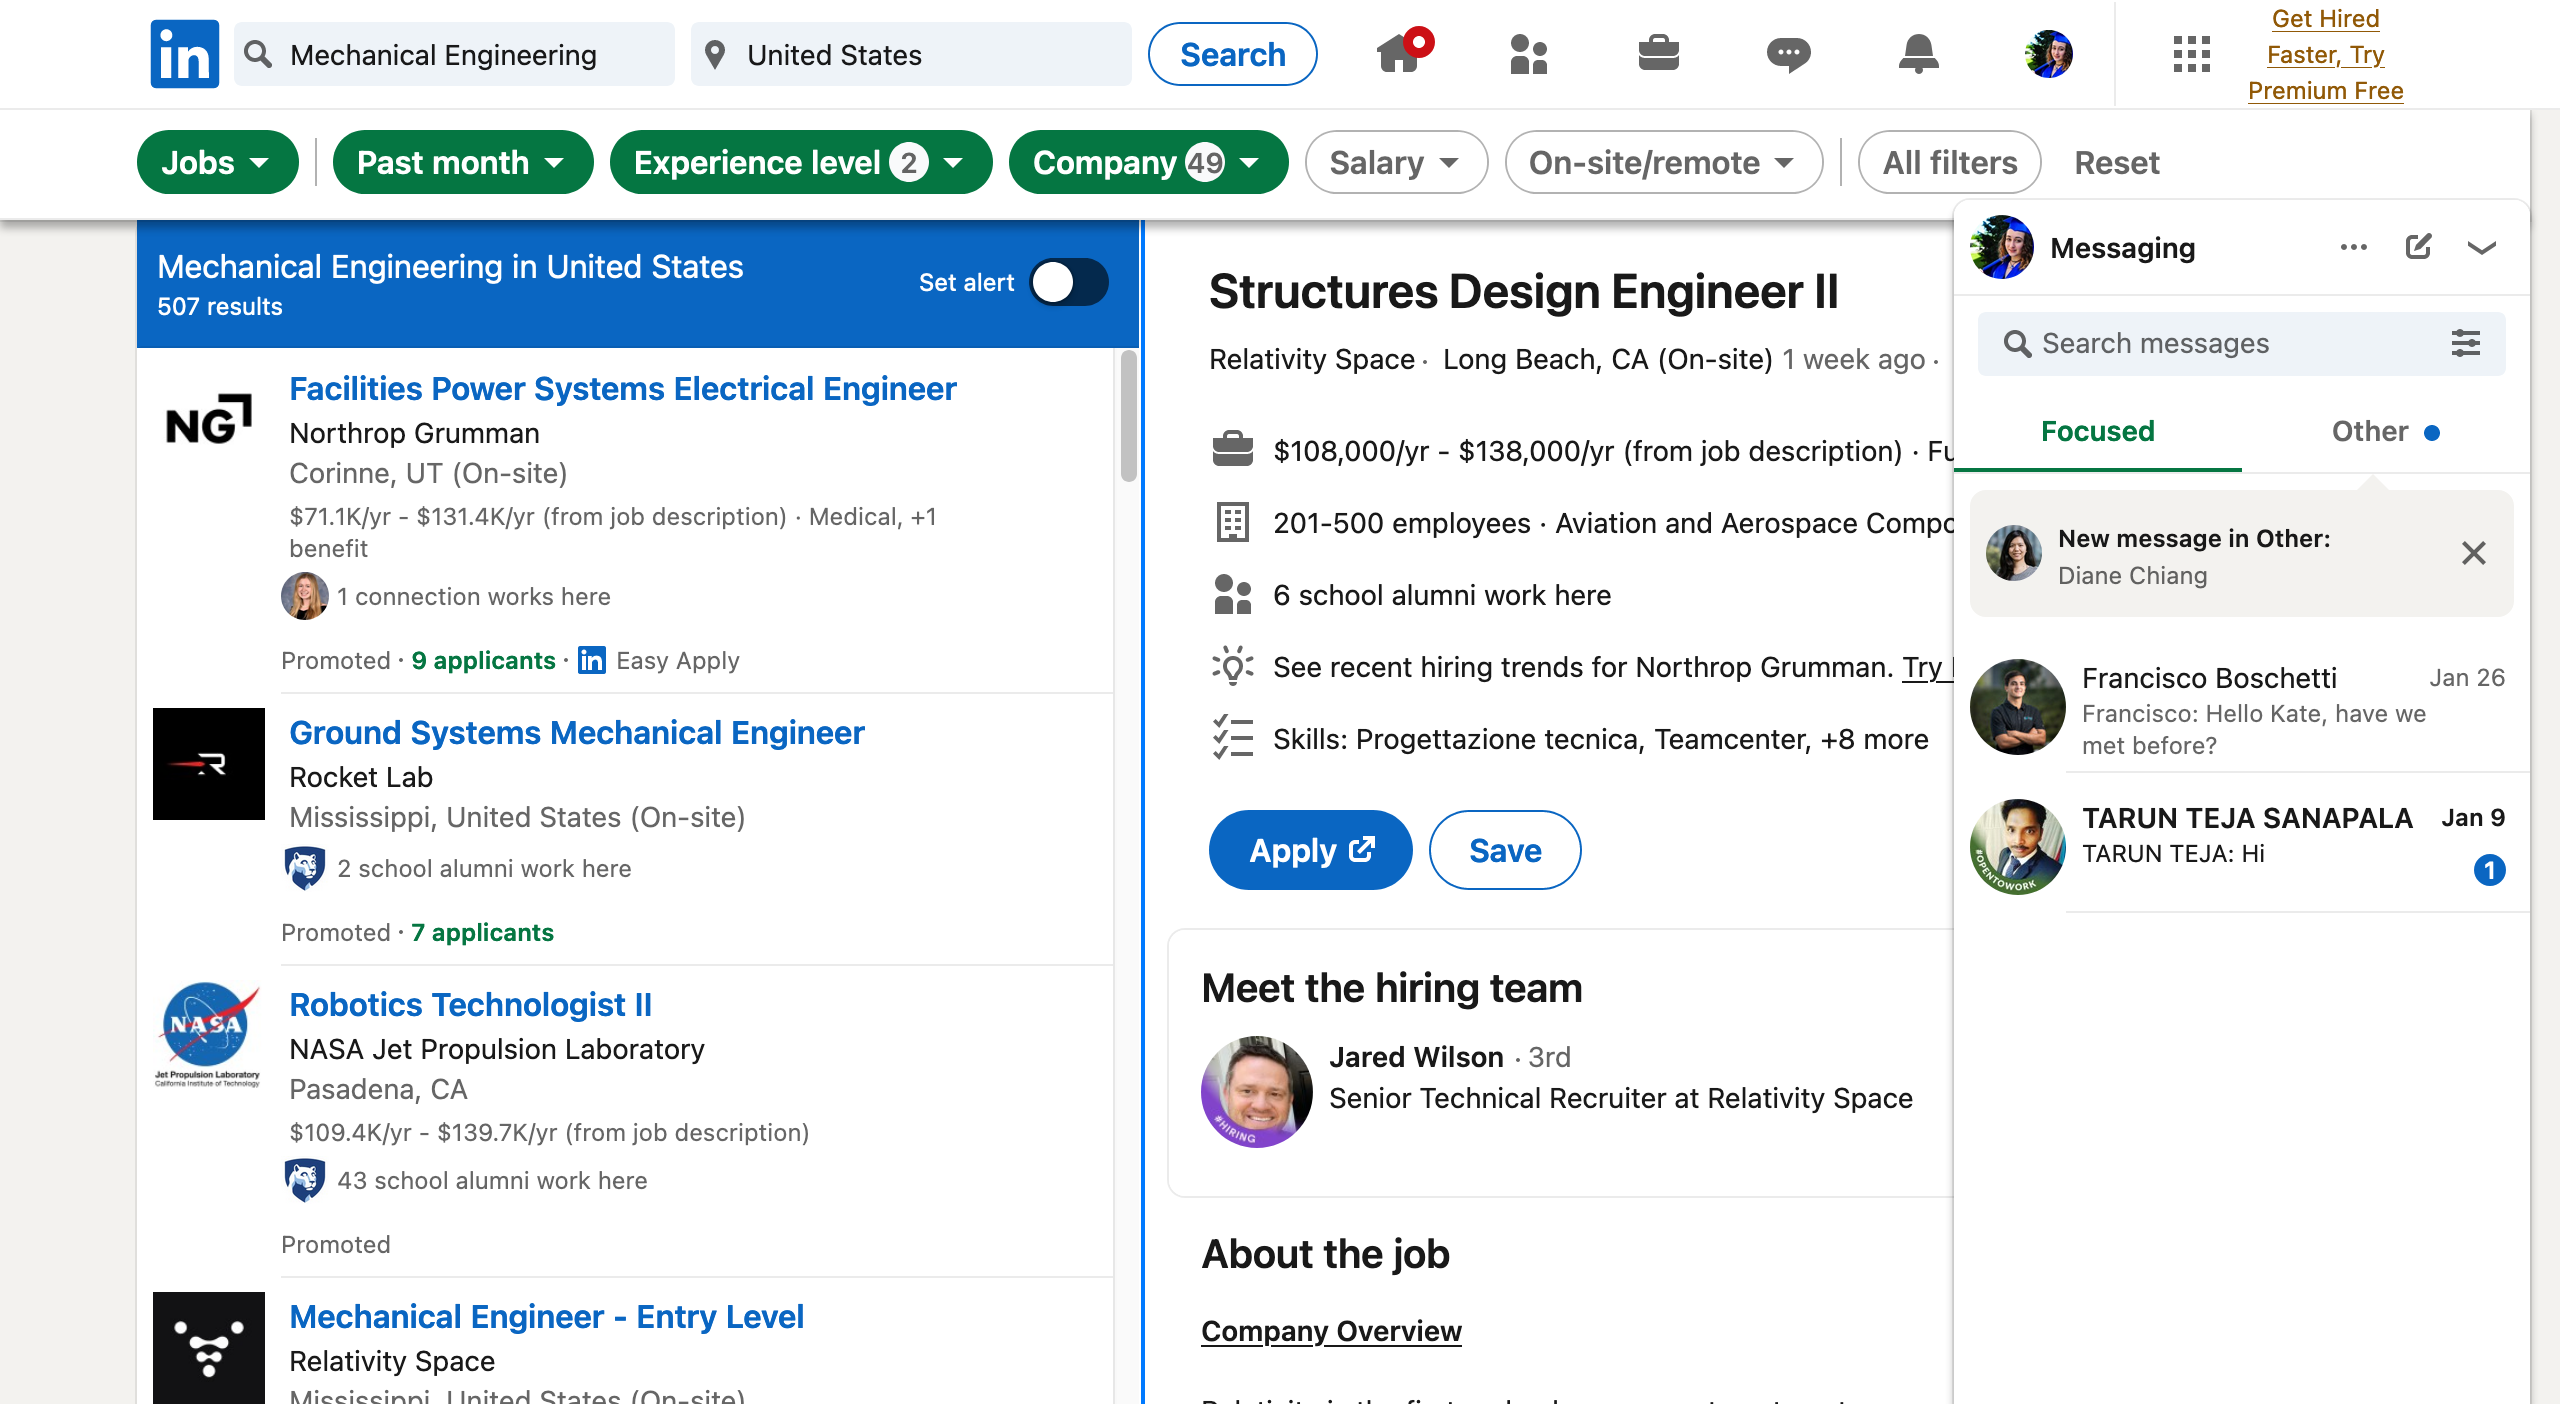 in
Mechanical Engineering
United States
Search
Get Hired
Faster, Try
Premium Free
Jobs
Past month
Experience level 2
Company 49
Salary
On-site/remote
All filters
Reset
Mechanical Engineering in United States
507 results
Set alert
NG
Facilities Power Systems Electrical Engineer
Northrop Grumman
Corinne, UT (On-site)
$71.1K/yr - $131.4K/yr (from job description) · Medical, +1
benefit
1 connection works here
Promoted · 9 applicants · in Easy Apply
R
Ground Systems Mechanical Engineer
Rocket Lab
Mississippi, United States (On-site)
2 school alumni work here
Promoted · 7 applicants
NASA
Jet Propulsion Laboratory
California Institute of Technology
Robotics Technologist II
NASA Jet Propulsion Laboratory
Pasadena, CA
$109.4K/yr - $139.7K/yr (from job description)
43 school alumni work here
Promoted
Mechanical Engineer - Entry Level
Relativity Space
Mississippi, United States (On-site)
Structures Design Engineer II
Relativity Space · Long Beach, CA (On-site) 1 week ago ·
$108,000/yr - $138,000/yr (from job description) ·
201-500 employees · Aviation and Aerospace
6 school alumni work here
See recent hiring trends for Northrop Grumman. Try
Skills: Progettazione tecnica, Teamcenter, +8 more
Apply
Save
Meet the hiring team
#HIRING
Jared Wilson · 3rd
Senior Technical Recruiter at Relativity Space
About the job
Company Overview
Messaging
Search messages
Focused
Other
New message in Other:
Diane Chiang
Francisco Boschetti
Jan 26
Francisco: Hello Kate, have we
met before?
#OPENTOWORK
TARUN TEJA SANAPALA
Jan 9
TARUN TEJA: Hi
1